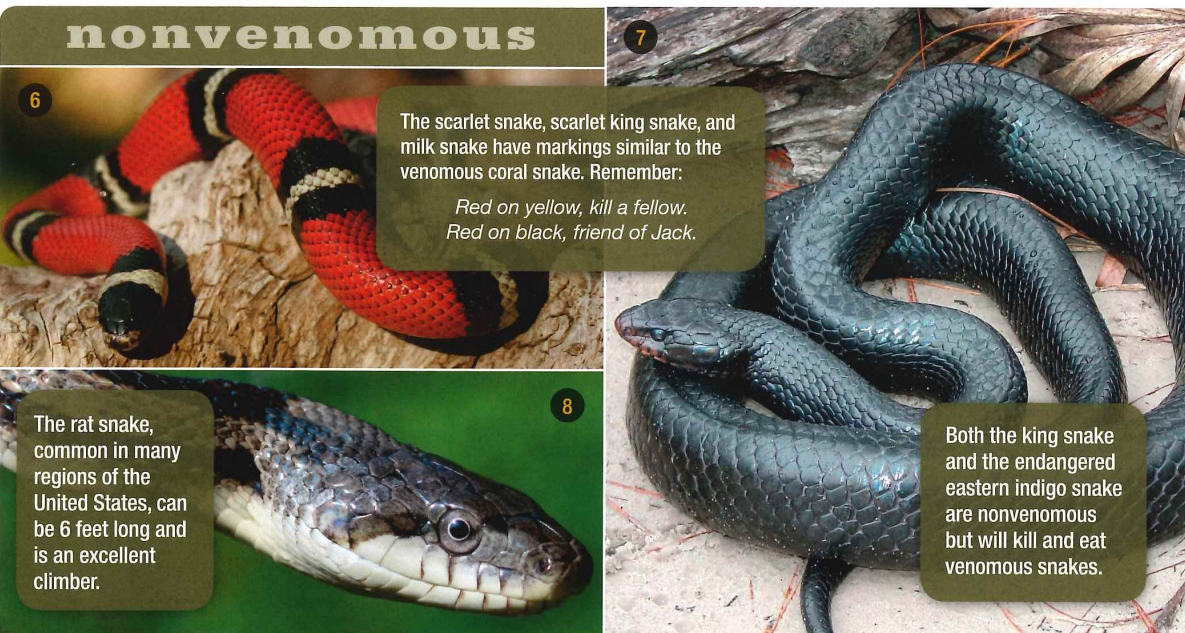 nonvenomous
6
The scarlet snake, scarlet king snake, and
milk snake have markings similar to the
venomous coral snake. Remember:
Red on yellow, kill a fellow.
Red on black, friend of Jack.
7
8
The rat snake,
common in many
regions of the
United States, can
be 6 feet long and
is an excellent
climber.
Both the king snake
and the endangered
eastern indigo snake
are nonvenomous
but will kill and eat
venomous snakes.